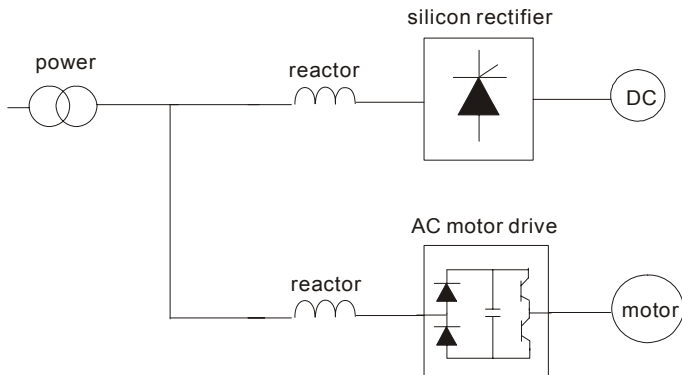 silicon rectifier
power
reactor
DC
AC motor drive
reactor
motor